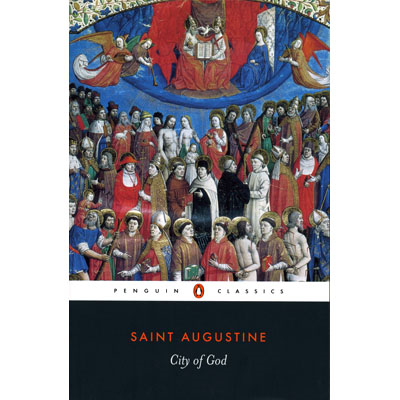 PENGUIN CLASSICS
SAINT AUGUSTINE
City of God